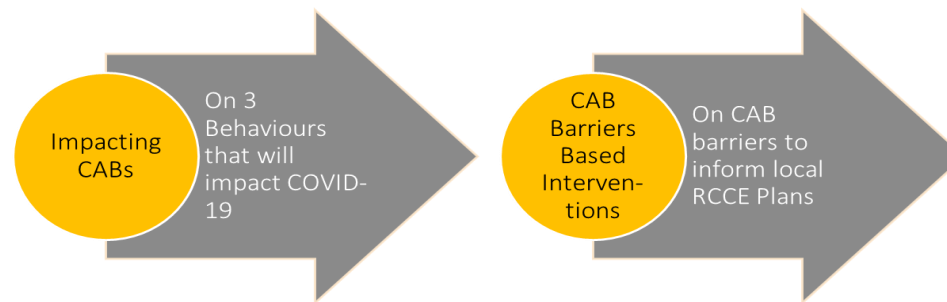 Impacting
CABs
On 3
Behaviours
that will
impact COVID-
19
CAB
Barriers
Based
Interven-
tions
On CAB
barriers to
inform local
RCCE Plans